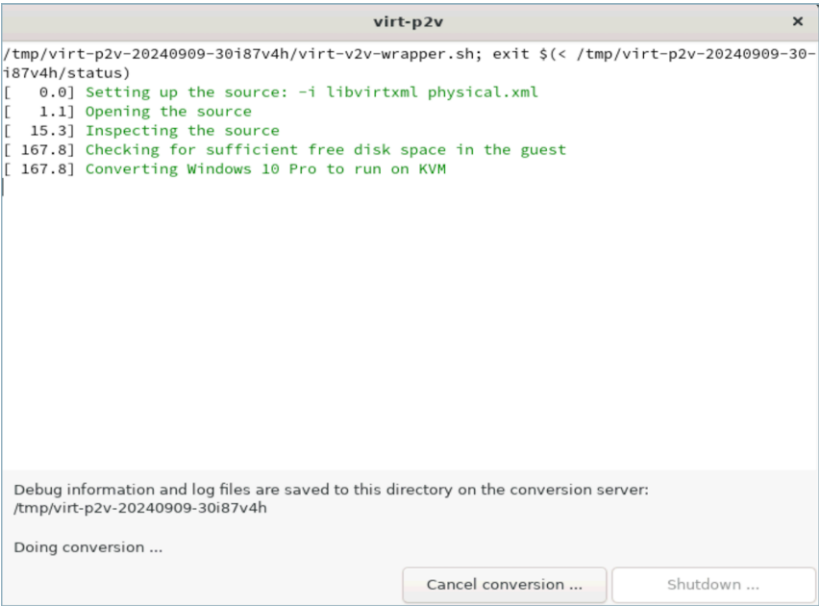 virt-p2v
/tmp/virt-p2v-20240909-30i87v4h/virt-v2v-wrapper.sh; exit $(< /tmp/virt-p2v-20240909-30-
i87v4h/status)
[   0.0] Setting up the source: -i libvirtxml physical.xml
[   1.1] Opening the source
[  15.3] Inspecting the source
[ 167.8] Checking for sufficient free disk space in the guest
[ 167.8] Converting Windows 10 Pro to run on KVM
Debug information and log files are saved to this directory on the conversion server:
/tmp/virt-p2v-20240909-30i87v4h
Doing conversion ...
Cancel conversion ...
Shutdown ...